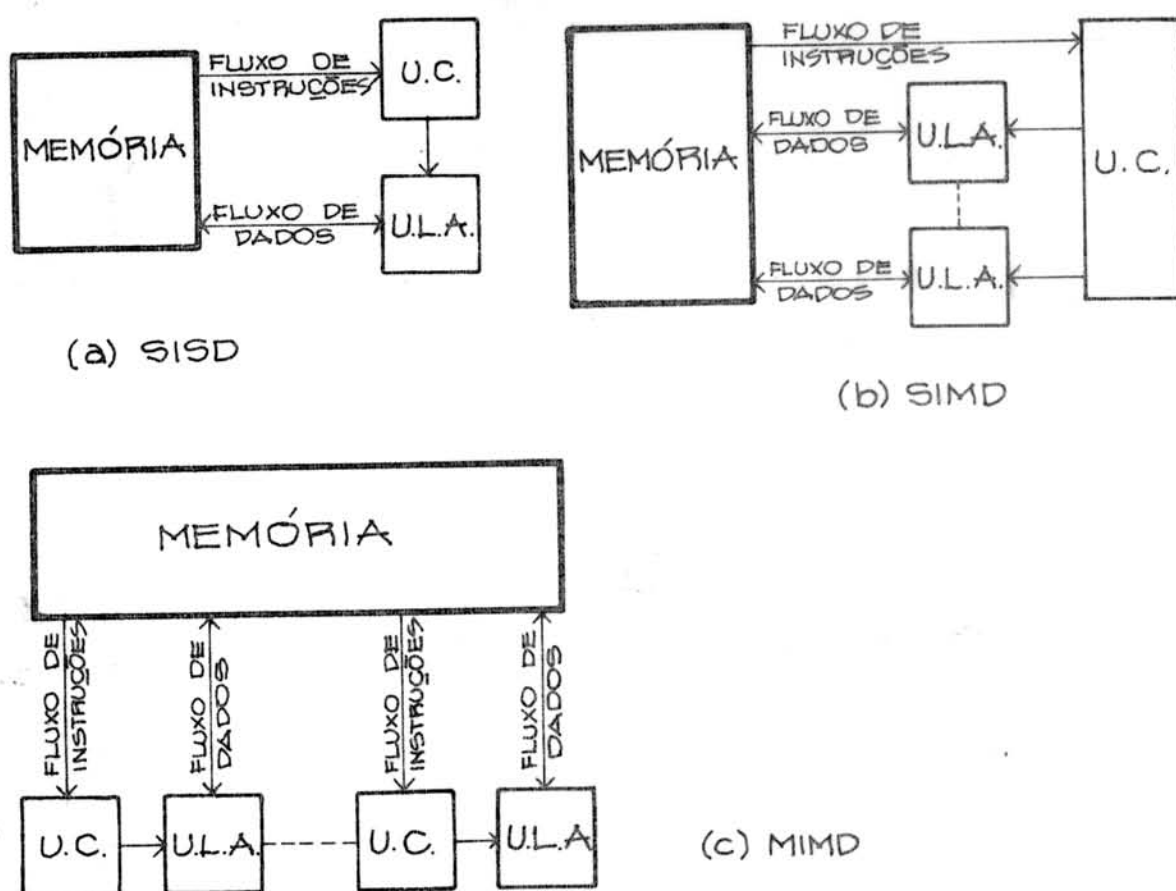 FLUXO DE
INSTRUÇÕES
U.C.
MEMÓRIA
FLUXO DE
DADOS
U.L.A.
(a) SISD
FLUXO DE
INSTRUÇÕES
FLUXO DE
DADOS
U.L.A.
MEMÓRIA
U.C.
FLUXO DE
DADOS
U.L.A.
(b) SIMD
MEMÓRIA
FLUXO DE
INSTRUÇÕES
FLUXO DE
DADOS
FLUXO DE
INSTRUÇÕES
FLUXO DE
DADOS
U.C.
U.L.A.
U.C.
U.L.A
(c) MIMD